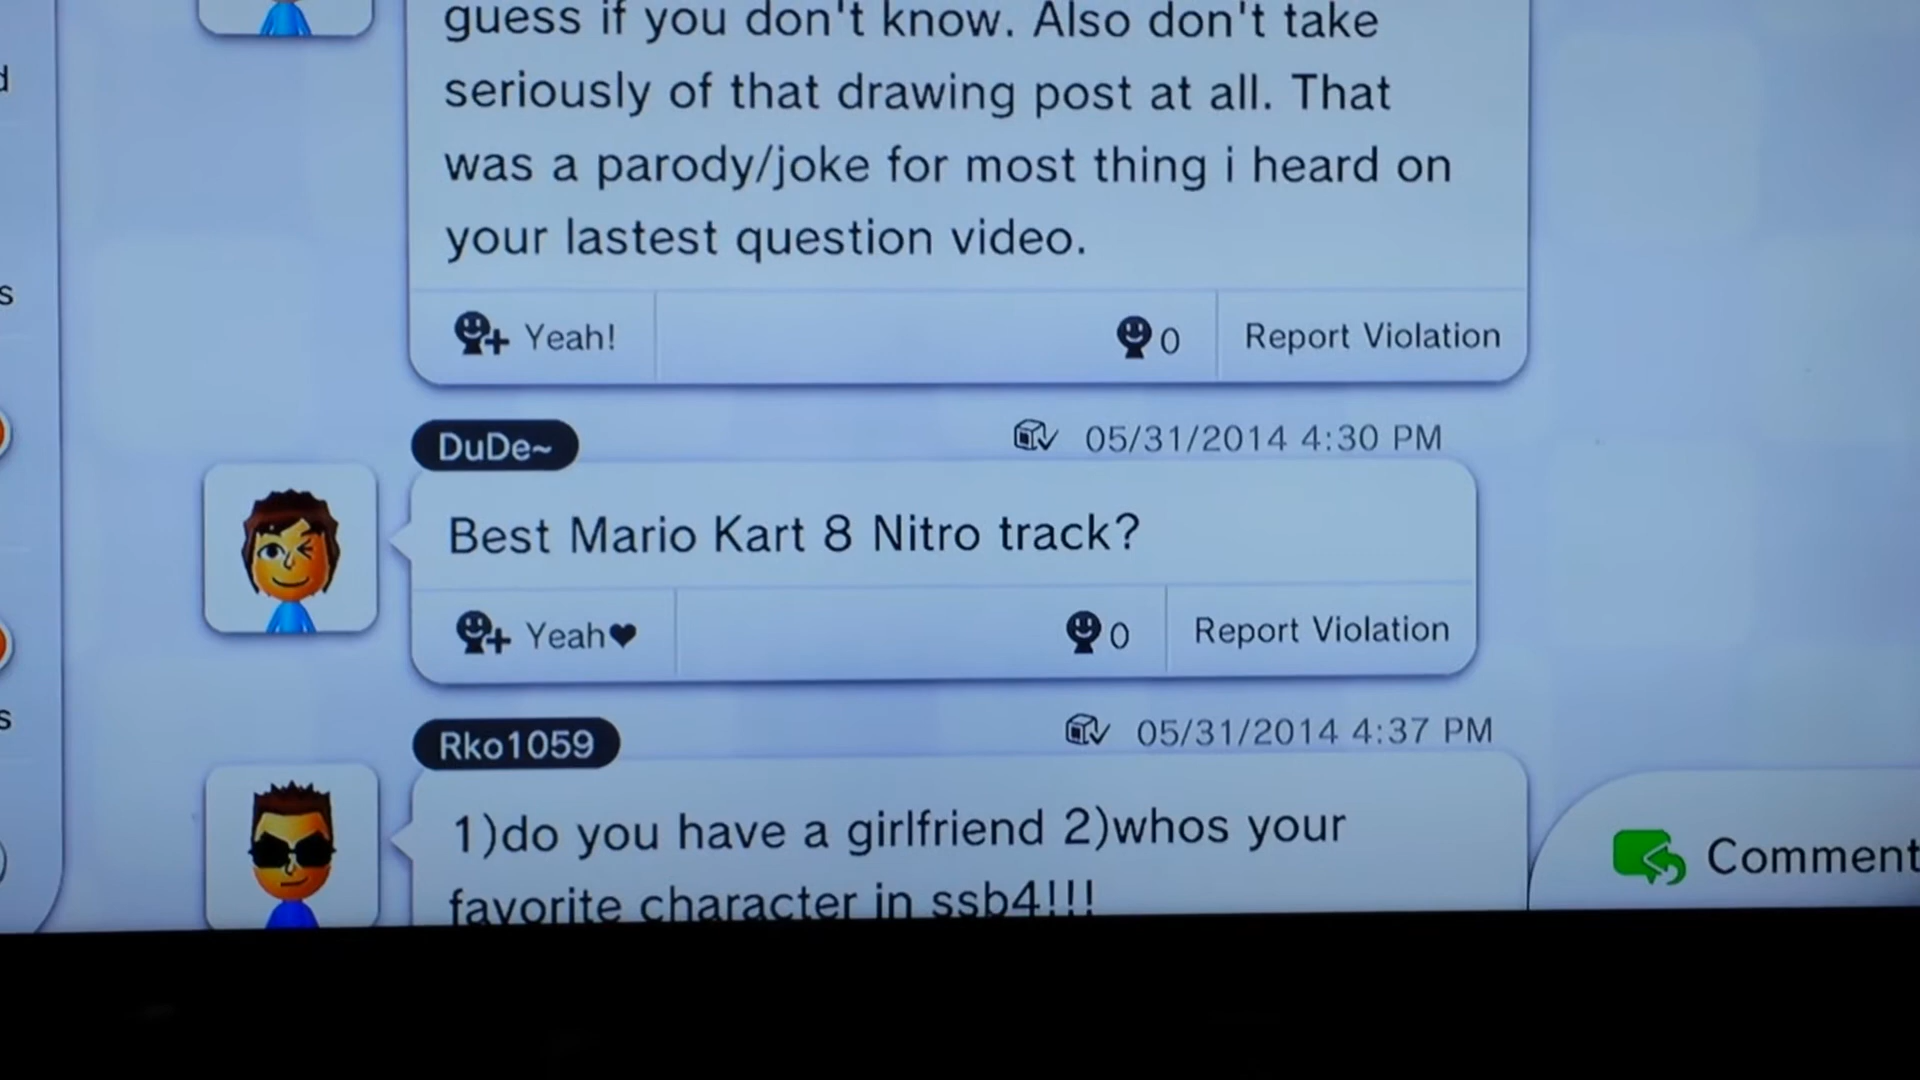 guess if you don't know. Also don't take
seriously of that drawing post at all. That
was a parody/joke for most thing i heard on
your lastest question video.
Yeah!
0
Report Violation
DuDe~
05/31/2014 4:30 PM
Best Mario Kart 8 Nitro track?
Yeah♥
0
Report Violation
Rko1059
05/31/2014 4:37 PM
1)do you have a girlfriend 2)whos your
favorite character in ssb4!!!
Comment